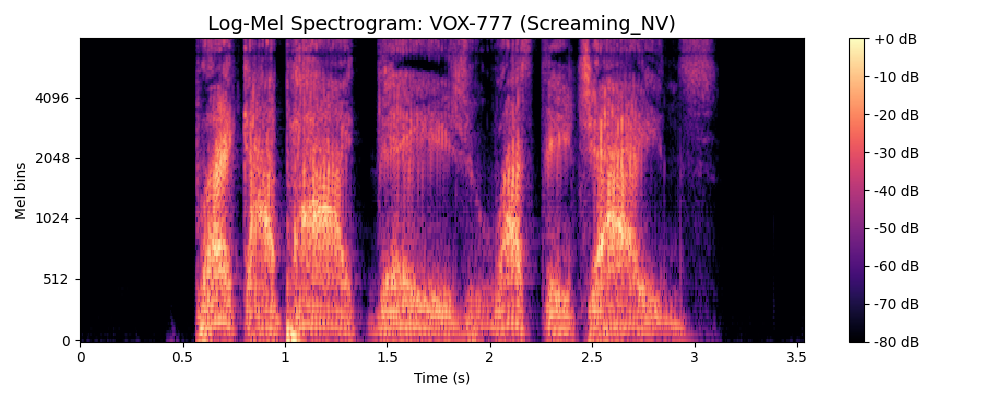 Log-Mel Spectrogram: VOX-777 (Screaming_NV)
Mel bins
4096
2048
1024
512
0
0
0.5
1
1.5
2
2.5
3
3.5
Time (s)
+0 dB
-10 dB
-20 dB
-30 dB
-40 dB
-50 dB
-60 dB
-70 dB
-80 dB